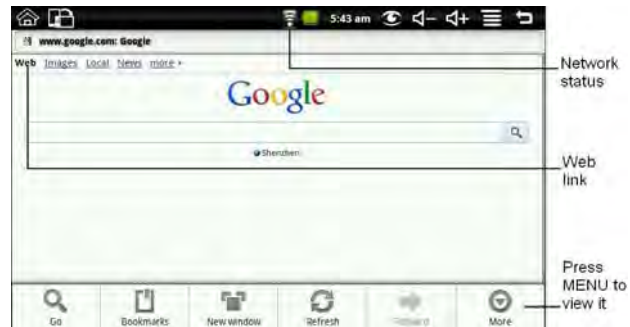 5:43 am
www.google.com: Google
Web Images Local News more
Google
Shenzhen
Go Bookmarks New window Refresh Forward More
Network
status
Web
link
Press
MENU to
view it